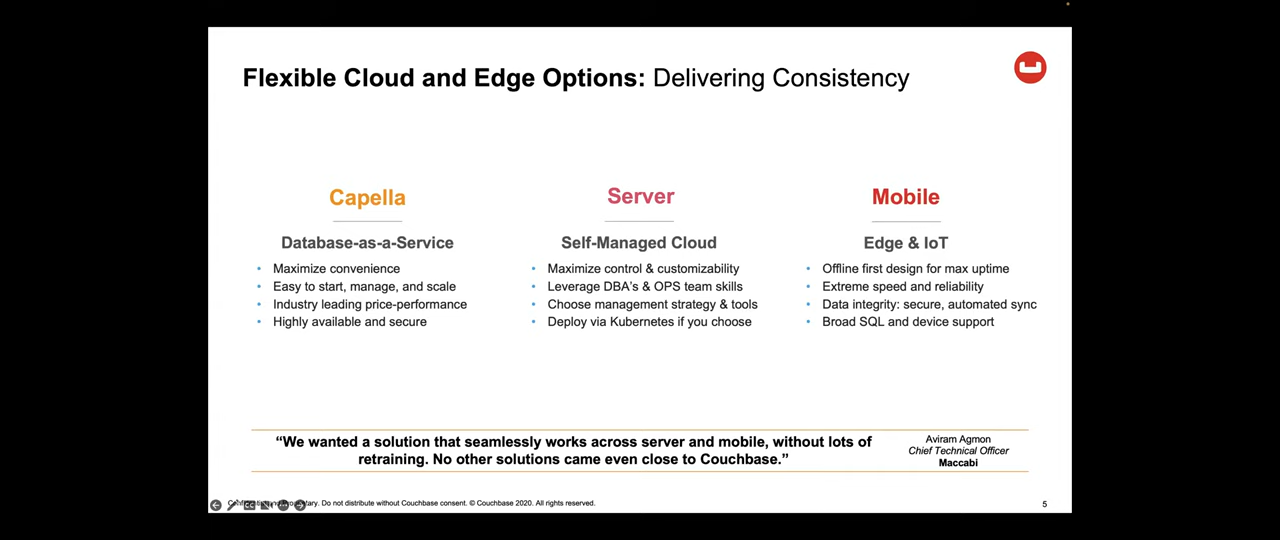 Flexible Cloud and Edge Options: Delivering Consistency
Capella
Database-as-a-Service
• Maximize convenience
• Easy to start, manage, and scale
• Industry leading price-performance
• Highly available and secure
Server
Self-Managed Cloud
• Maximize control & customizability
• Leverage DBA's & OPS team skills
• Choose management strategy & tools
• Deploy via Kubernetes if you choose
Mobile
Edge & IoT
• Offline first design for max uptime
• Extreme speed and reliability
• Data integrity: secure, automated sync
• Broad SQL and device support
“We wanted a solution that seamlessly works across server and mobile, without lots of
retraining. No other solutions came even close to Couchbase.”
Aviram Agmon
Chief Technical Officer
Maccabi
Do not distribute without Couchbase consent. © Couchbase 2020. All rights reserved.
5